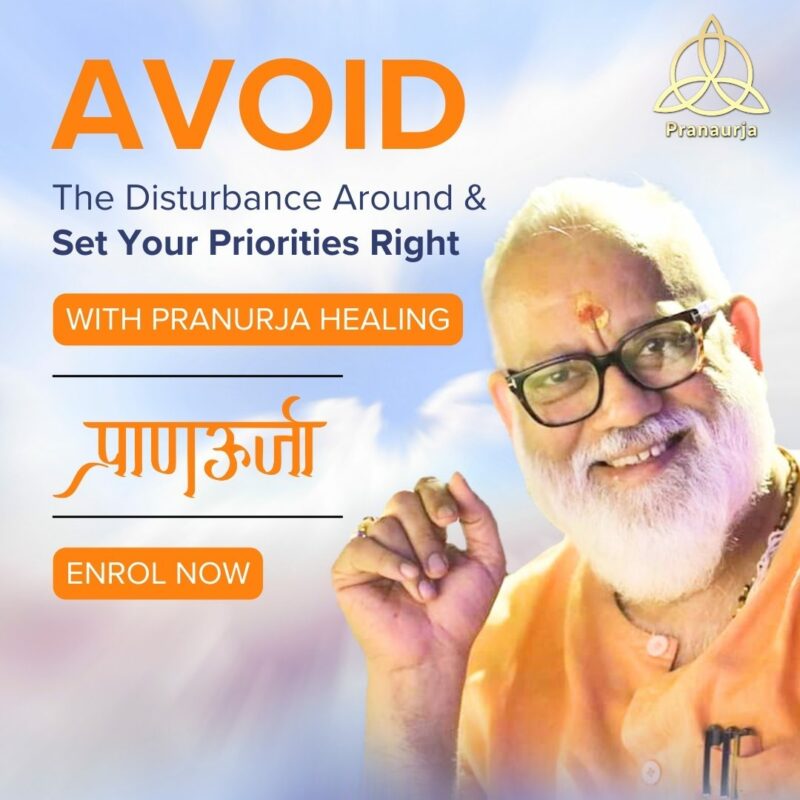 AVOID
Pranaurja
The Disturbance Around &
Set Your Priorities Right
WITH PRANURJA HEALING
प्राणऊर्जा
ENROL NOW